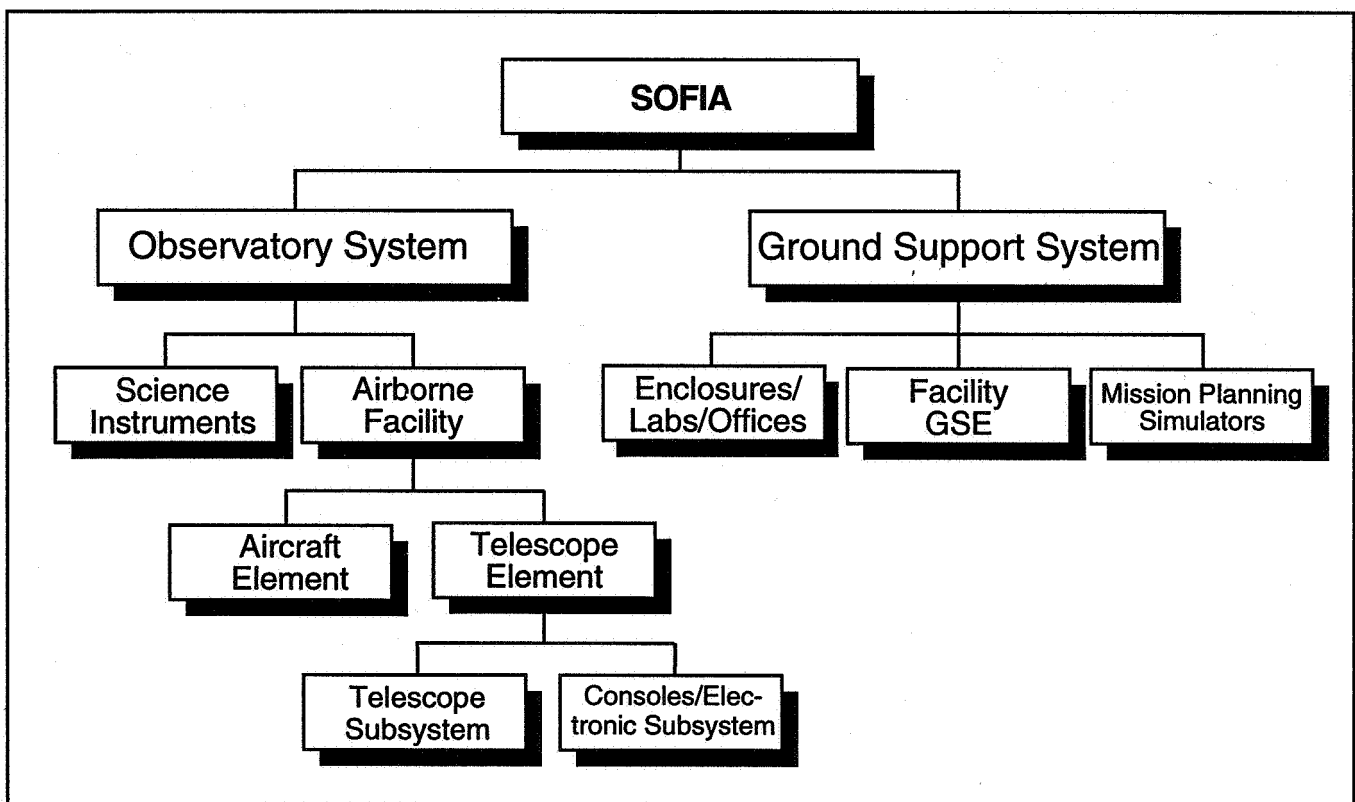 SOFIA
Observatory System
Ground Support System
Science
Instruments
Airborne
Facility
Enclosures/
Labs/Offices
Facility
GSE
Mission Planning
Simulators
Aircraft
Element
Telescope
Element
Telescope
Subsystem
Consoles/Elec-
tronic Subsystem